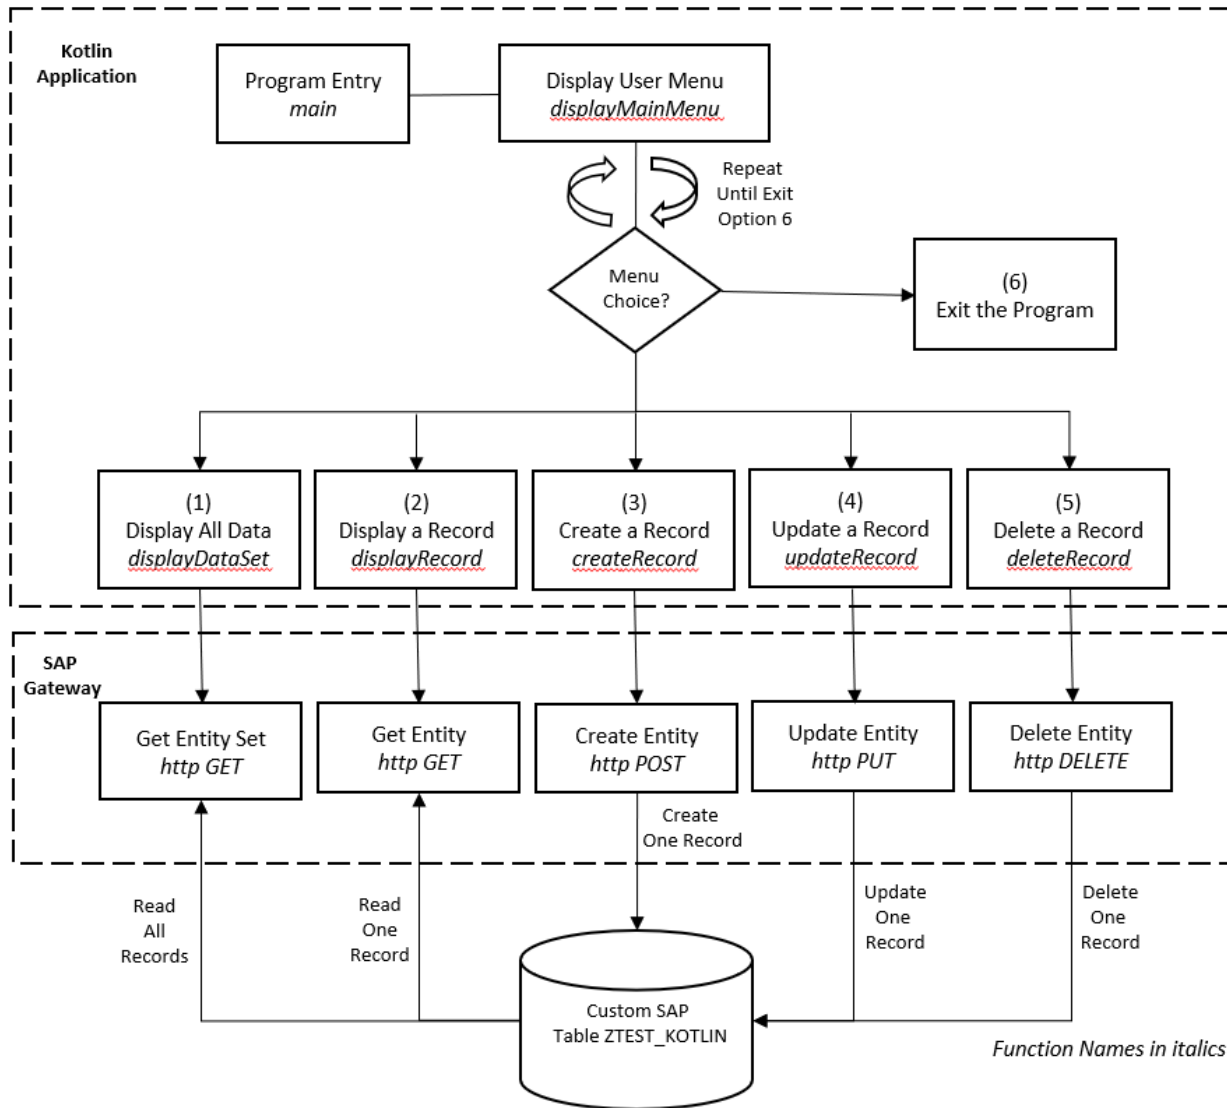 Kotlin
Application
Program Entry
main
Display User Menu
displayMainMenu
Repeat
Until Exit
Option 6
Menu
Choice?
(6)
Exit the Program
(1)
Display All Data
displayDataSet
(2)
Display a Record
displayRecord
(3)
Create a Record
createRecord
(4)
Update a Record
updateRecord
(5)
Delete a Record
deleteRecord
SAP
Gateway
Get Entity Set
http GET
Get Entity
http GET
Create Entity
http POST
Update Entity
http PUT
Delete Entity
http DELETE
Create
One Record
Read
All
Records
Read
One
Record
Update
One
Record
Delete
One
Record
Custom SAP
Table ZTEST_KOTLIN
Function Names in italics